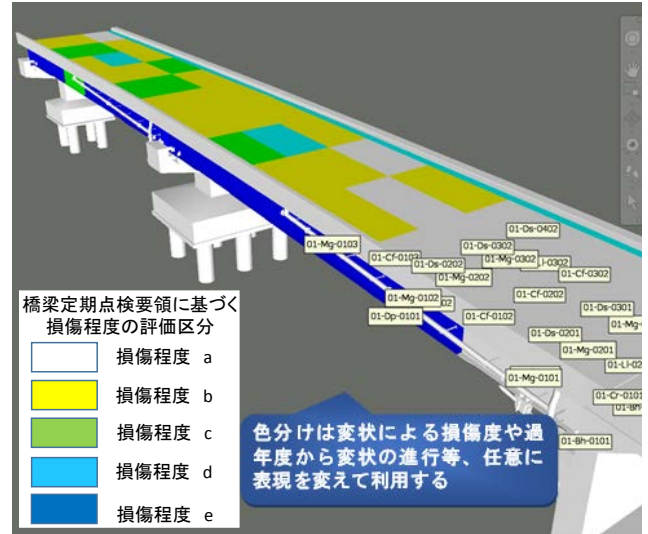 01-Ds-0402
01-Mg-0103
01-Ds-0302
01-Cf-0103
01-Ds-0202
01-Mg-0302
01-Cf-0302
01-Mg-0202
01-Mg-0102
01-Cf-0202
01-Ds-0301
01-Dp-0101
01-Cf-0102
01-Ds-0201
01-Mg-0201
01-Mg-0101
01-Cr-0101
01-Bh-0101
橋梁定期点検要領に基づく
損傷程度の評価区分
損傷程度 a
損傷程度 b
損傷程度 c
損傷程度 d
損傷程度 e
色分けは変状による損傷度や過
年度から変状の進行等、任意に
表現を変えて利用する